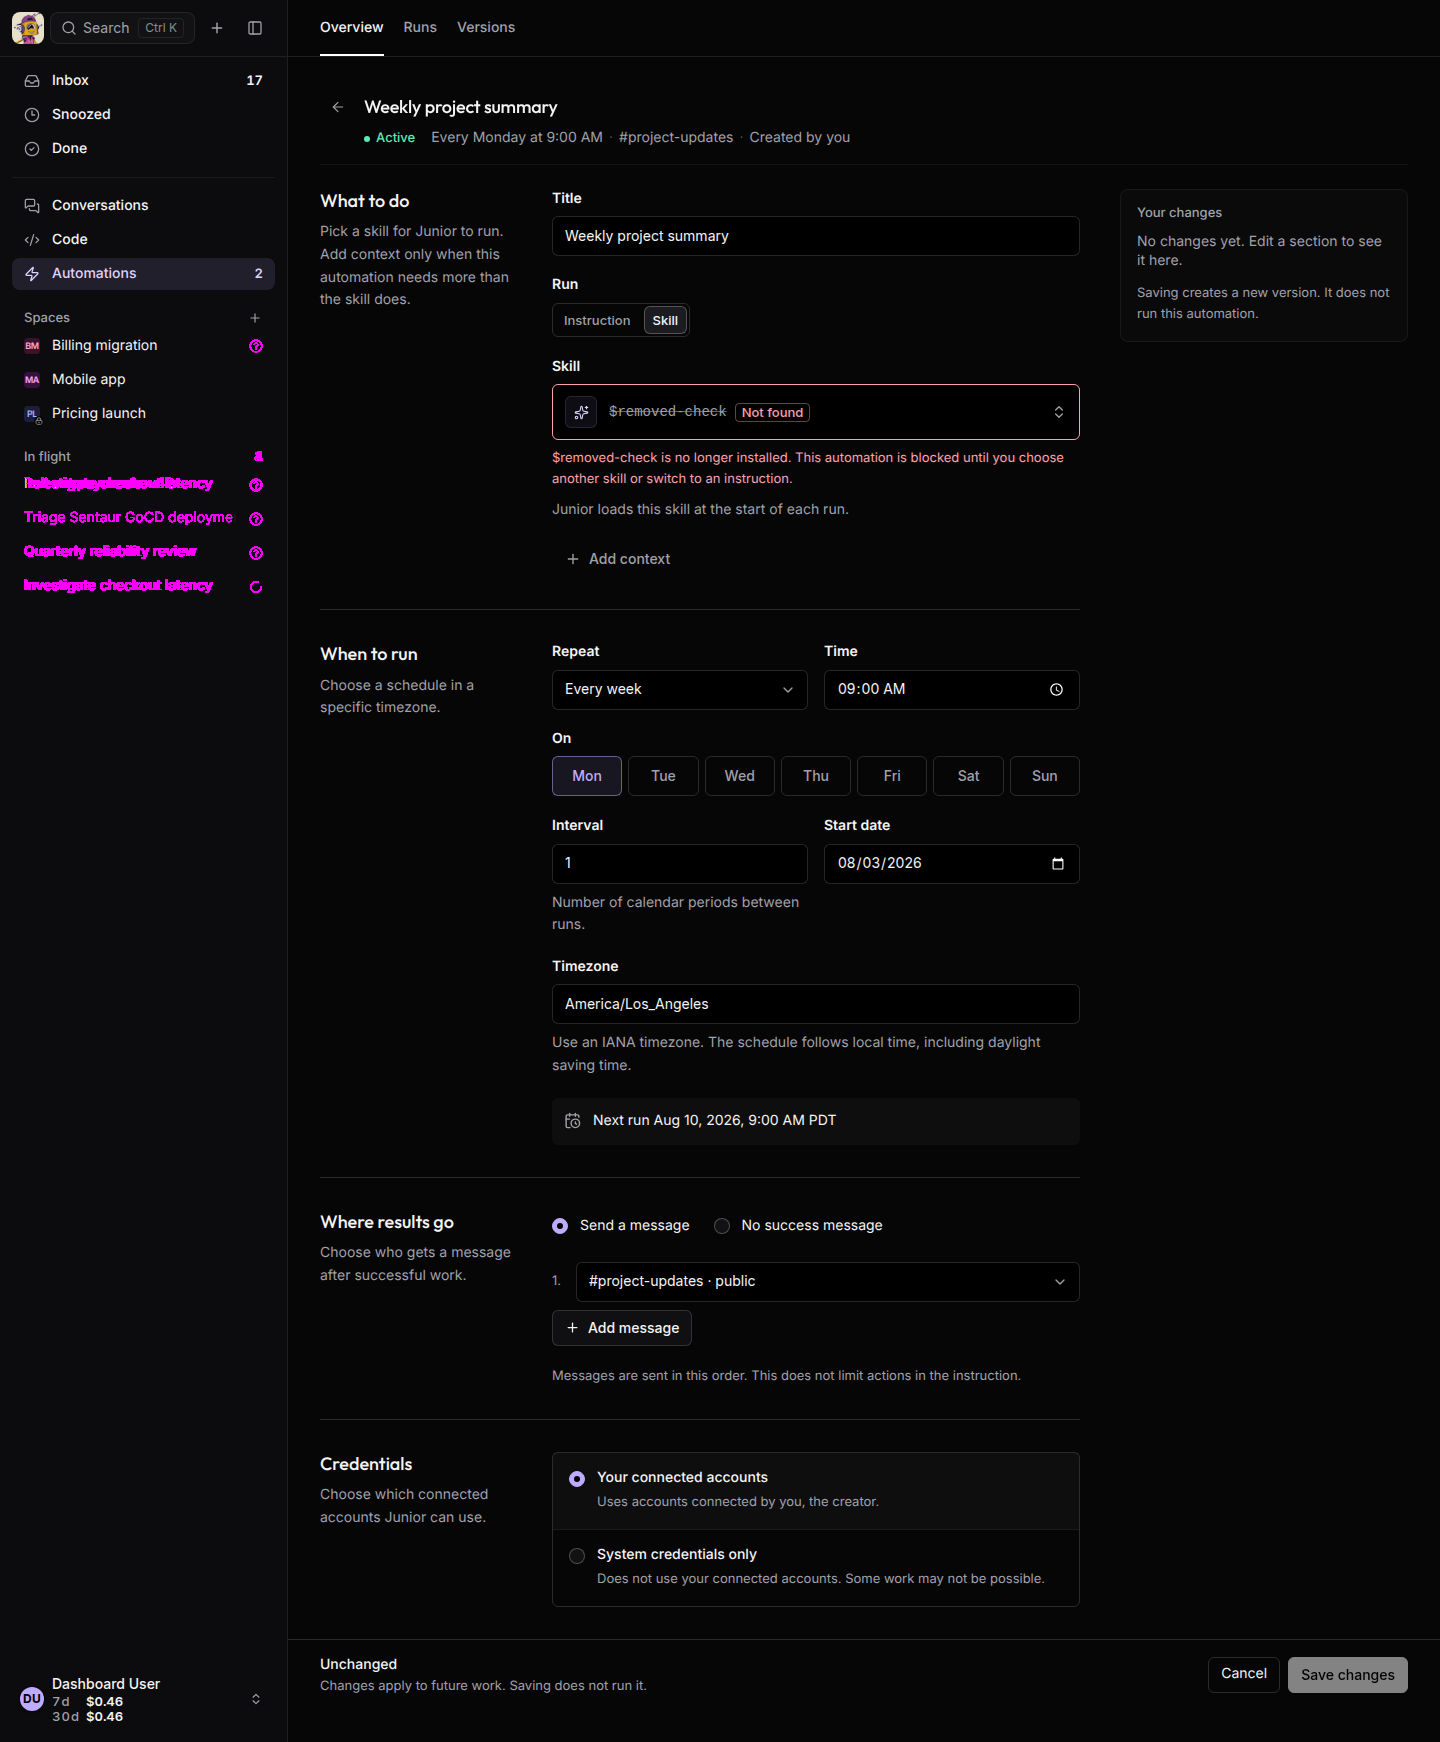 Search Ctrl K
Inbox 17
Snoozed
Done
Conversations
Code
Automations 2
Spaces
BM Billing migration
MA Mobile app
PL Pricing launch
In flight
Triage Sentaur GoCD deployme
Quarterly reliability review
Investigate checkout latency
DU Dashboard User
7d $0.46
30d $0.46
Overview Runs Versions
Weekly project summary
Active Every Monday at 9:00 AM · #project-updates · Created by you
What to do
Pick a skill for Junior to run.
Add context only when this
automation needs more than
the skill does.
Title
Weekly project summary
Run
Instruction Skill
Skill
$removed-check Not found
$removed-check is no longer installed. This automation is blocked until you choose
another skill or switch to an instruction.
Junior loads this skill at the start of each run.
Add context
Your changes
No changes yet. Edit a section to see
it here.
Saving creates a new version. It does not
run this automation.
When to run
Choose a schedule in a
specific timezone.
Repeat Time
Every week 09:00 AM
On
Mon Tue Wed Thu Fri Sat Sun
Interval Start date
1 08/03/2026
Number of calendar periods between
runs.
Timezone
America/Los_Angeles
Use an IANA timezone. The schedule follows local time, including daylight
saving time.
Next run Aug 10, 2026, 9:00 AM PDT
Where results go
Choose who gets a message
after successful work.
Send a message No success message
1. #project-updates · public
Add message
Messages are sent in this order. This does not limit actions in the instruction.
Credentials
Choose which connected
accounts Junior can use.
Your connected accounts
Uses accounts connected by you, the creator.
System credentials only
Does not use your connected accounts. Some work may not be possible.
Unchanged
Changes apply to future work. Saving does not run it.
Cancel Save changes